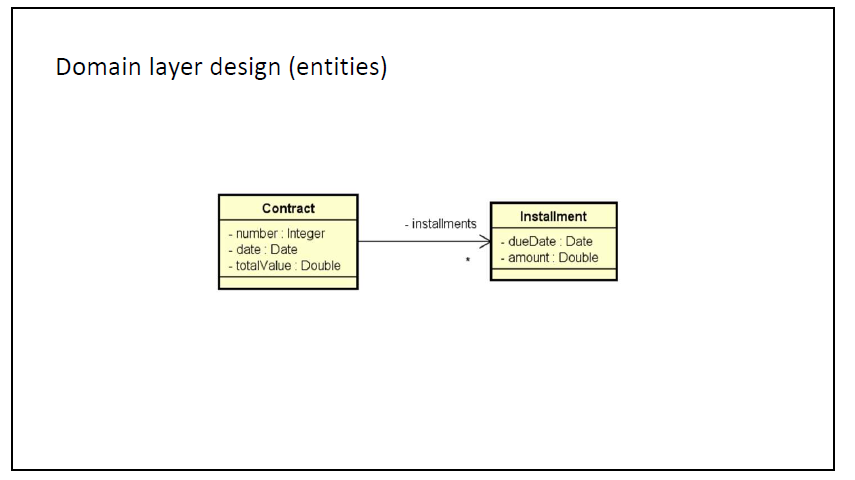 Domain layer design (entities)
Contract
- number : Integer
- date : Date
- totalValue : Double
- installments
*
Installment
- dueDate : Date
- amount : Double